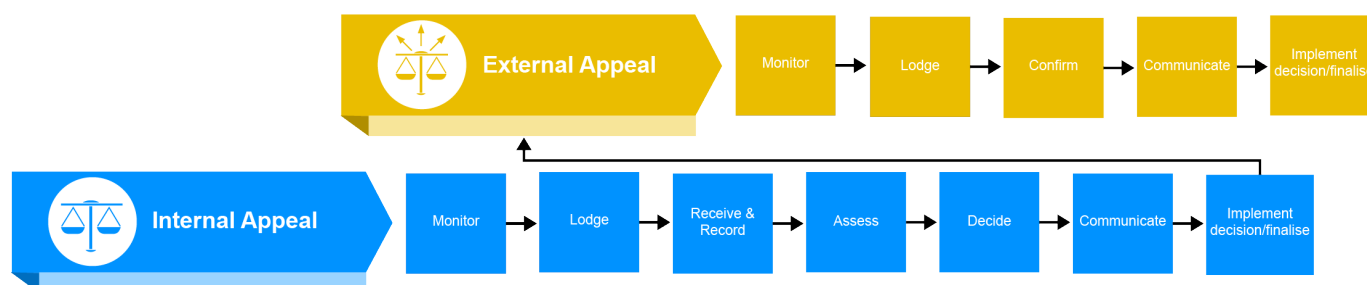 External Appeal
Monitor
Lodge
Confirm
Communicate
Implement
decision/finalise
Internal Appeal
Monitor
Lodge
Receive &
Record
Assess
Decide
Communicate
Implement
decision/finalise